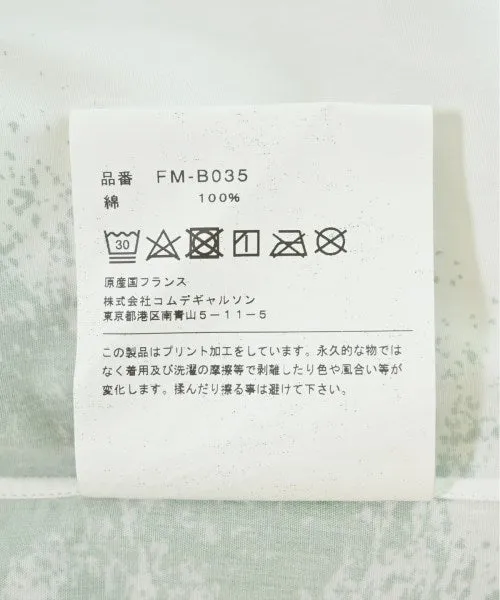 品番 FM-B035
綿 100%
30
原産国フランス
株式会社コムデギャルソン
東京都港区南青山5-11-5
この製品はプリント加工をしています。永久的な物では
なく着用及び洗濯の摩擦等で剥離したり色や風合い等が
変化します。揉んだり擦る事は避けて下さい。